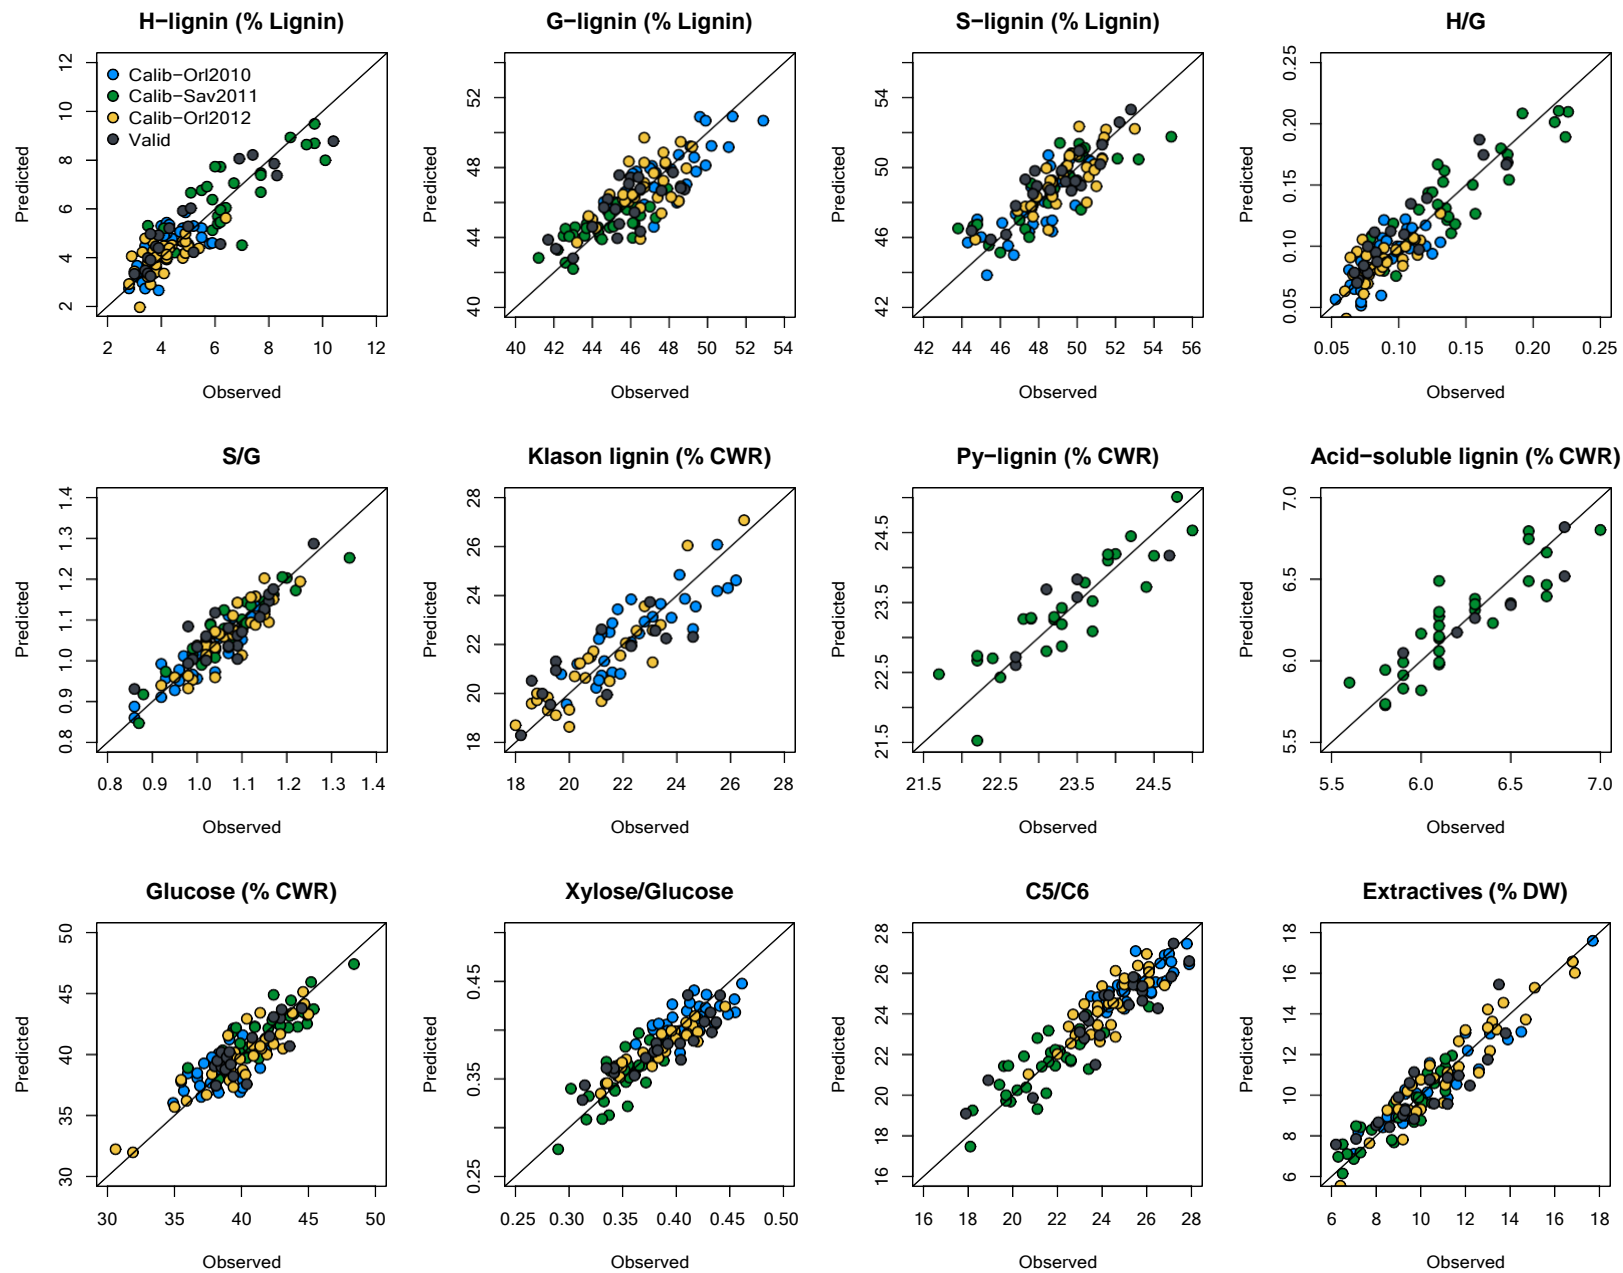 H−lignin (% Lignin)
G−lignin (% Lignin)
S−lignin (% Lignin)
H/G
Predicted
12
10
8
6
4
2
Calib−Orl2010
Calib−Sav2011
Calib−Orl2012
Valid
2 4 6 8 10 12
Observed
Predicted
52
48
44
40
40 42 44 46 48 50 52 54
Observed
Predicted
54
50
46
42
42 44 46 48 50 52 54 56
Observed
Predicted
0.25
0.20
0.15
0.10
0.05
0.05 0.10 0.15 0.20 0.25
Observed
S/G
Klason lignin (% CWR)
Py−lignin (% CWR)
Acid−soluble lignin (% CWR)
Predicted
1.4
1.3
1.2
1.1
1.0
0.9
0.8
0.8 0.9 1.0 1.1 1.2 1.3 1.4
Observed
Predicted
28
26
24
22
20
18
18 20 22 24 26 28
Observed
Predicted
24.5
23.5
22.5
21.5
21.5 22.5 23.5 24.5
Observed
Predicted
7.0
6.5
6.0
5.5
5.5 6.0 6.5 7.0
Observed
Glucose (% CWR)
Xylose/Glucose
C5/C6
Extractives (% DW)
Predicted
50
45
40
35
30
30 35 40 45 50
Observed
Predicted
0.45
0.35
0.25
0.25 0.30 0.35 0.40 0.45 0.50
Observed
Predicted
28
26
24
22
20
18
16
16 18 20 22 24 26 28
Observed
Predicted
18
16
14
12
10
8
6
6 8 10 12 14 16 18
Observed